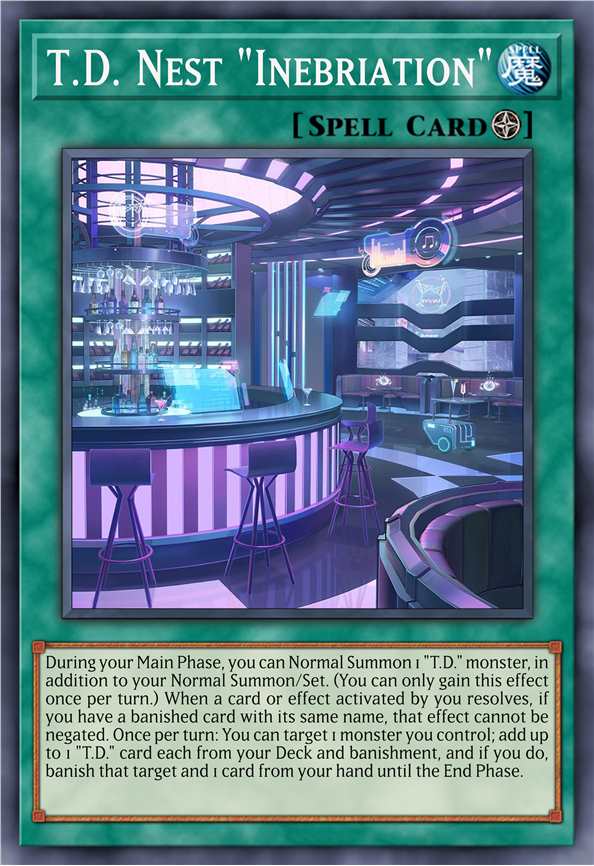 T.D. Nest "Inebriation"
SPELL
魔
[Spell Card]
During your Main Phase, you can Normal Summon 1 "T.D." monster, in
addition to your Normal Summon/Set. (You can only gain this effect
once per turn.) When a card or effect activated by you resolves, if
you have a banished card with its same name, that effect cannot be
negated. Once per turn: You can target 1 monster you control; add up
to 1 "T.D." card each from your Deck and banishment, and if you do,
banish that target and 1 card from your hand until the End Phase.